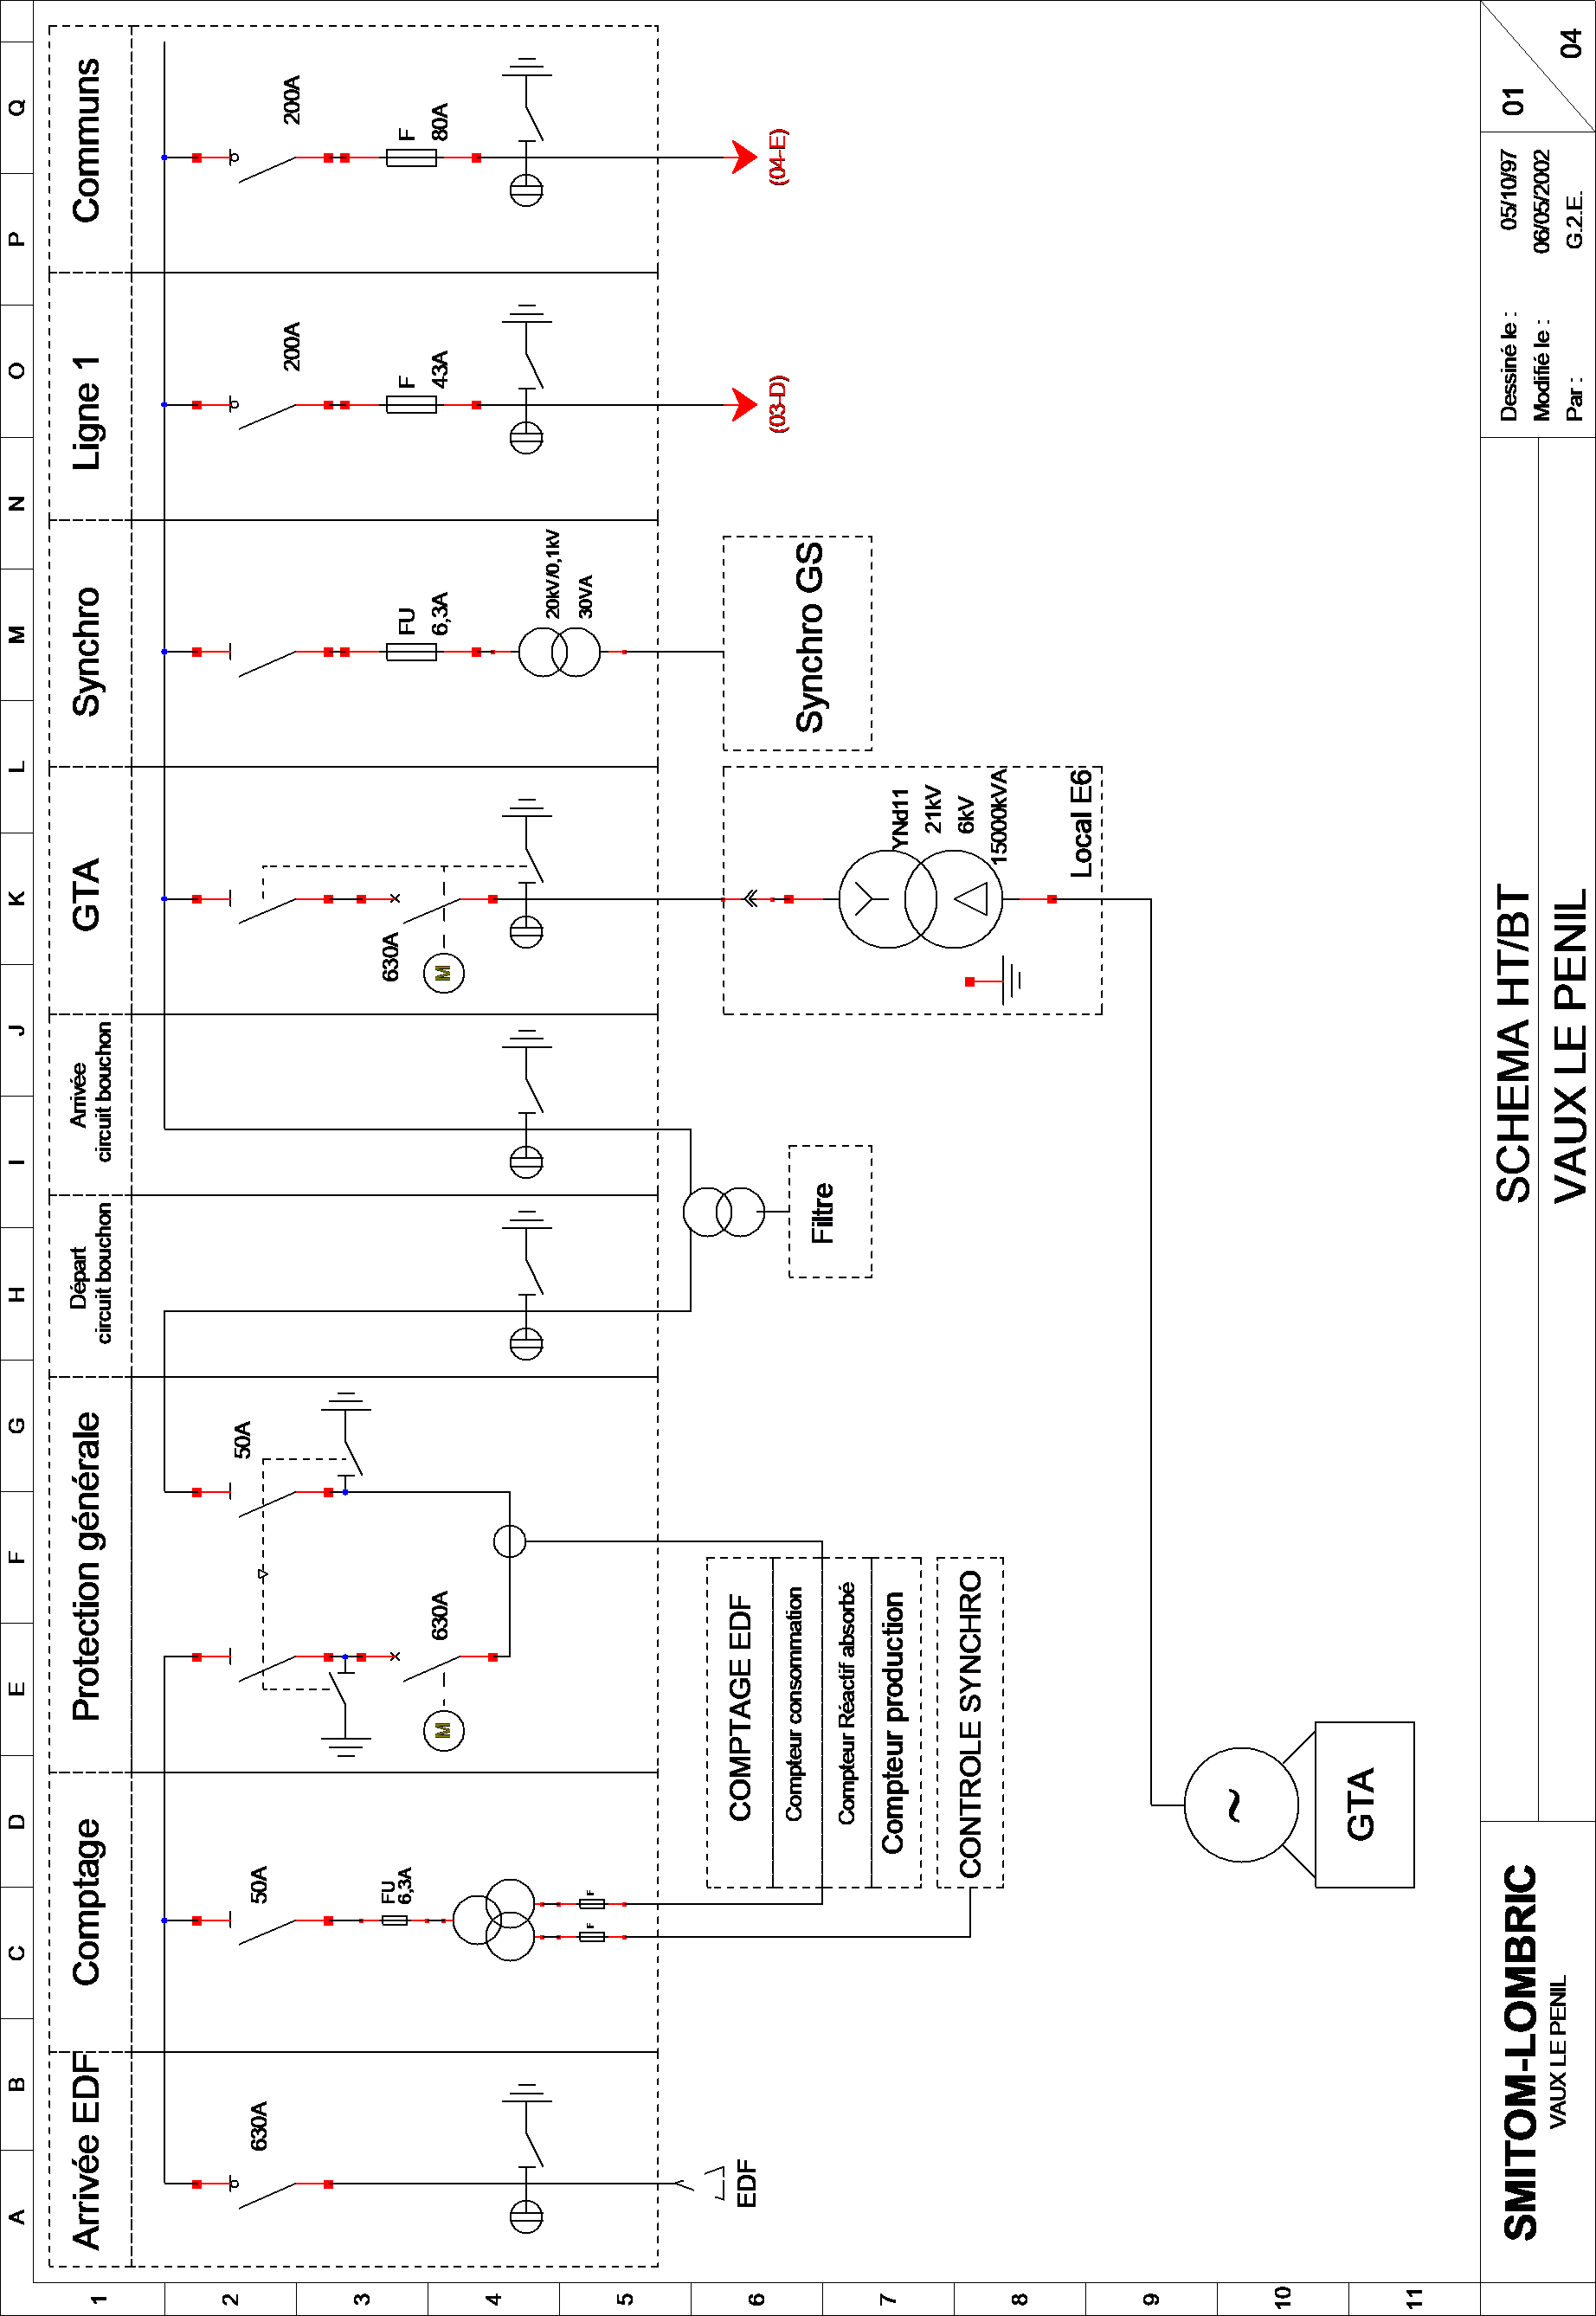 A B C D E F G H I J K L M N O P Q
1
2
3
4
5
6
7
8
9
10
11
Arrivée EDF
Comptage
Protection générale
Départ
circuit bouchon
Arrivée
circuit bouchon
GTA
Synchro
Ligne 1
Communs
630A
EDF
50A
FU
6,3A
F
F
50A
630A
M
COMPTAGE EDF
Compteur consommation
Compteur Réactif absorbé
Compteur production
CONTROLE SYNCHRO
Filtre
630A
M
YNd11
21kV
6kV
15000kVA
Local E6
~
GTA
FU
6,3A
20kV/0,1kV
30VA
Synchro GS
200A
F
43A
(03-D)
200A
F
80A
(04-E)
SMITOM-LOMBRIC
VAUX LE PENIL
SCHEMA HT/BT
VAUX LE PENIL
Dessiné le : 05/10/97
Modifié le : 06/05/2002
Par : G.2.E.
01
04